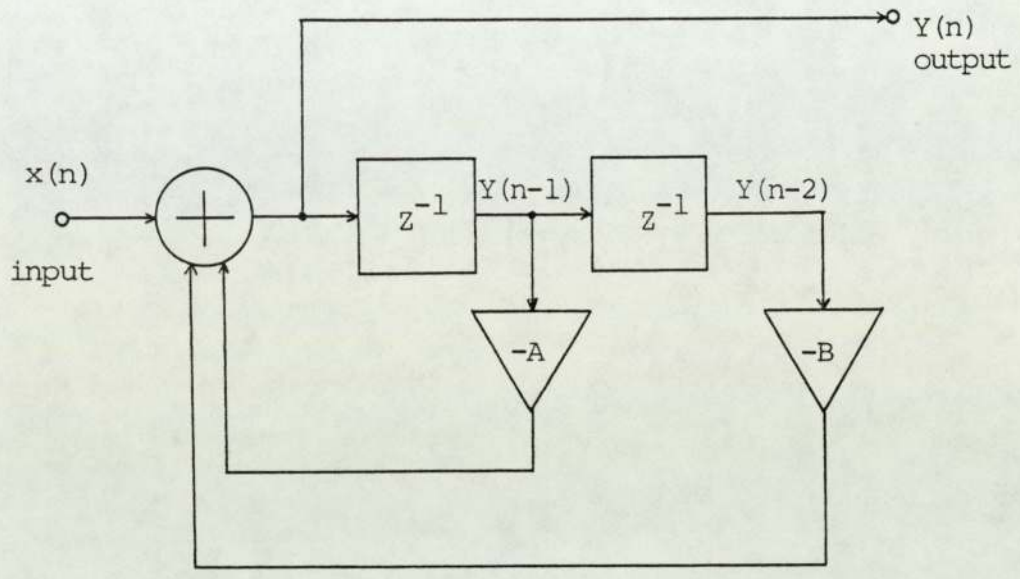 Y(n)
output
x(n)
input
+
z^-1
Y(n-1)
z^-1
Y(n-2)
-A
-B